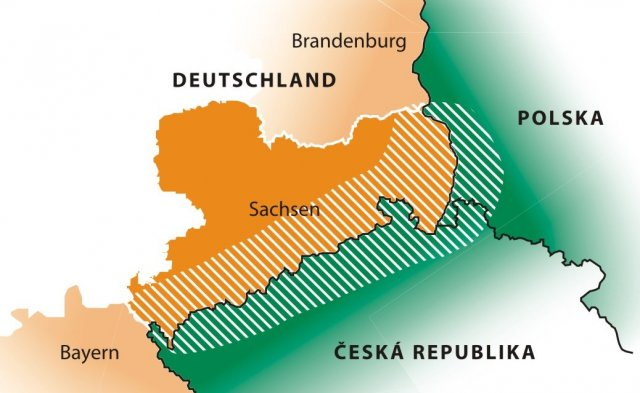 Brandenburg
DEUTSCHLAND
POLSKA
Sachsen
Bayern
ČESKÁ REPUBLIKA